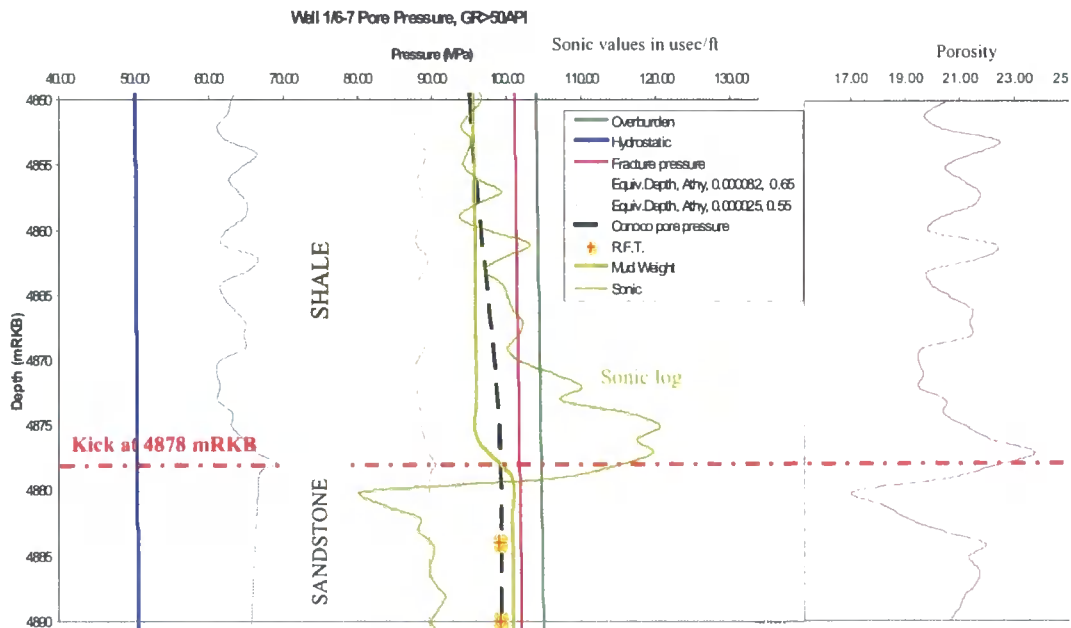 Well 1/6-7 Pore Pressure, GR>50API
Pressure (MPa)
Sonic values in usec/ft
Porosity
40.00 50.00 60.00 70.00 80.00 90.00 100.00 110.00 120.00 130.00
17.00 19.00 21.00 23.00 25
Depth (mRKB)
4850
4855
4860
4865
4870
4875
4880
4885
4890
Overburden
Hydrostatic
Fracture pressure
Equiv.Depth, Athy, 0.000082, 0.65
Equiv.Depth, Athy, 0.000025, 0.55
Conoco pore pressure
R.F.T.
Mud Weight
Sonic
SHALE
Sonic log
Kick at 4878 mRKB
SANDSTONE